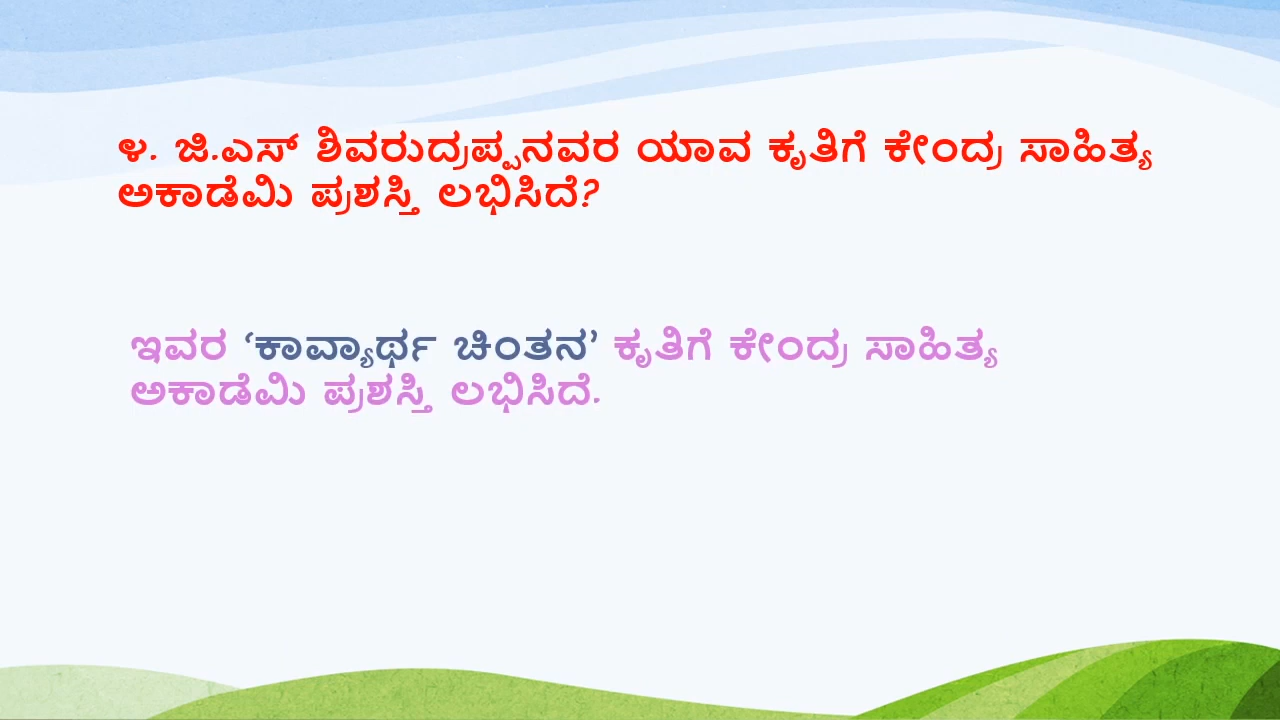 ೪. ಜಿ.ಎಸ್ ಶಿವರುದ್ರಪ್ಪನವರ ಯಾವ ಕೃತಿಗೆ ಕೇಂದ್ರ ಸಾಹಿತ್ಯ
ಅಕಾಡೆಮಿ ಪ್ರಶಸ್ತಿ ಲಭಿಸಿದೆ?
ಇವರ ‘ಕಾವ್ಯಾರ್ಥ ಚಿಂತನ’ ಕೃತಿಗೆ ಕೇಂದ್ರ ಸಾಹಿತ್ಯ
ಅಕಾಡೆಮಿ ಪ್ರಶಸ್ತಿ ಲಭಿಸಿದೆ.